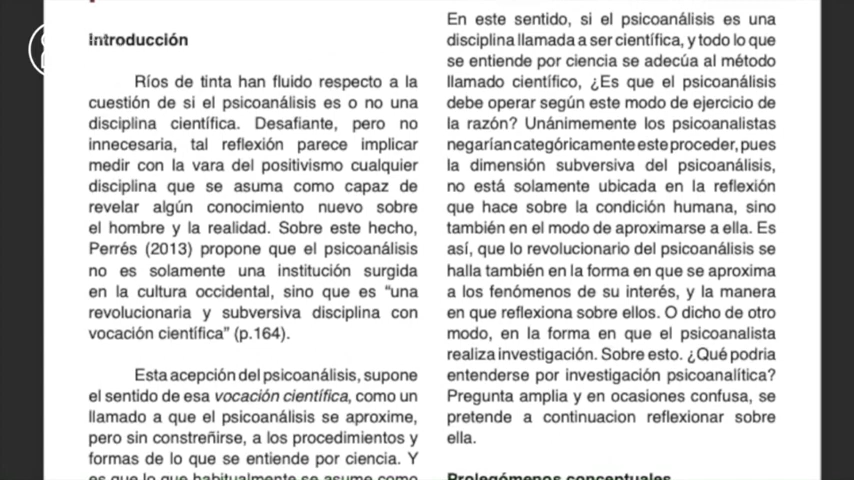 Introducción
Ríos de tinta han fluido respecto a la
cuestión de si el psicoanálisis es o no una
disciplina científica. Desafiante, pero no
innecesaria, tal reflexión parece implicar
medir con la vara del positivismo cualquier
disciplina que se asuma como capaz de
revelar algún conocimiento nuevo sobre
el hombre y la realidad. Sobre este hecho,
Perrés (2013) propone que el psicoanálisis
no es solamente una institución surgida
en la cultura occidental, sino que es “una
revolucionaria y subversiva disciplina con
vocación científica” (p.164).
Esta acepción del psicoanálisis, supone
el sentido de esa vocación científica, como un
llamado a que el psicoanálisis se aproxime,
pero sin constreñirse, a los procedimientos y
formas de lo que se entiende por ciencia. Y
es que lo que habitualmente se asume como
En este sentido, si el psicoanálisis es una
disciplina llamada a ser científica, y todo lo que
se entiende por ciencia se adecúa al método
llamado científico, ¿Es que el psicoanálisis
debe operar según este modo de ejercicio de
la razón? Unánimemente los psicoanalistas
negarían categóricamente este proceder, pues
la dimensión subversiva del psicoanálisis,
no está solamente ubicada en la reflexión
que hace sobre la condición humana, sino
también en el modo de aproximarse a ella. Es
así, que lo revolucionario del psicoanálisis se
halla también en la forma en que se aproxima
a los fenómenos de su interés, y la manera
en que reflexiona sobre ellos. O dicho de otro
modo, en la forma en que el psicoanalista
realiza investigación. Sobre esto. ¿Qué podria
entenderse por investigación psicoanalítica?
Pregunta amplia y en ocasiones confusa, se
pretende a continuacion reflexionar sobre
ella.
Prolegómenos conceptuales